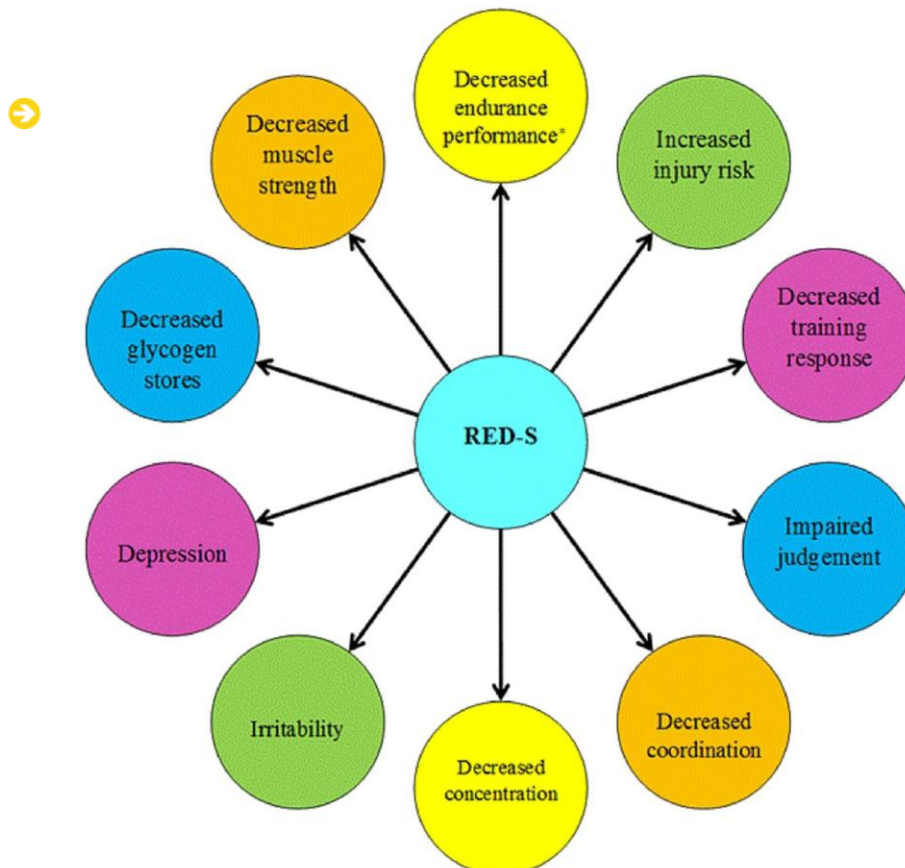 Decreased
endurance
performance*
Increased
injury risk
Decreased
training
response
Impaired
judgement
Decreased
coordination
Decreased
concentration
Irritability
Depression
Decreased
glycogen
stores
Decreased
muscle
strength
RED-S